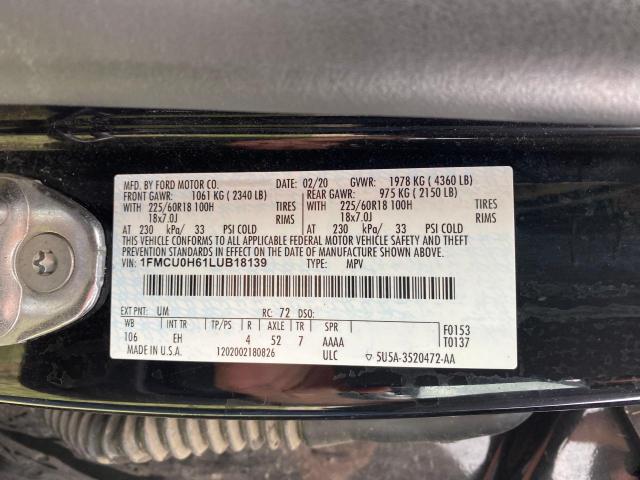 MFD. BY FORD MOTOR CO. 02/20 GVWR: 1978 KG ( 4360 LB)
FRONT GAWR: 1061 KG ( 2340 LB) REAR GAWR: 975 KG ( 2150 LB)
WITH 225/60R18 100H TIRES WITH 225/60R18 100H TIRES
18x7.0J RIMS 18x7.0J RIMS
AT 230 kPa/ 33 PSI COLD AT 230 kPa/ 33 PSI COLD
THIS VEHICLE CONFORMS TO ALL APPLICABLE FEDERAL MOTOR VEHICLE SAFETY AND THEFT
PREVENTION STANDARDS IN EFFECT ON THE DATE OF MANUFACTURE SHOWN ABOVE.
VIN: 1FMCU0H61LUB18139 TYPE: MPV
EXT PNT: UM RC: 72 DSO:
WB INT TR TP/PS R AXLE TR SPR F0153
106 EH 4 52 7 AAAA T0137
MADE IN U.S.A. 1202002180826 ULC 5U5A-3520472-AA